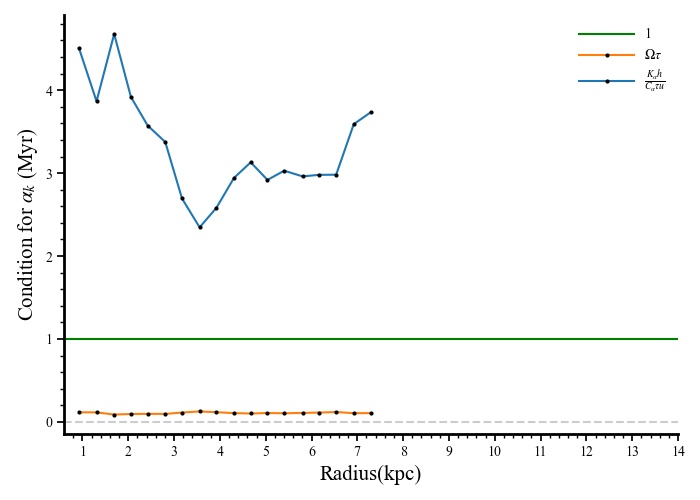 1
Ωτ
K_α h / C_α τ u
Condition for α_k (Myr)
4
3
2
1
0
1 2 3 4 5 6 7 8 9 10 11 12 13 14
Radius(kpc)